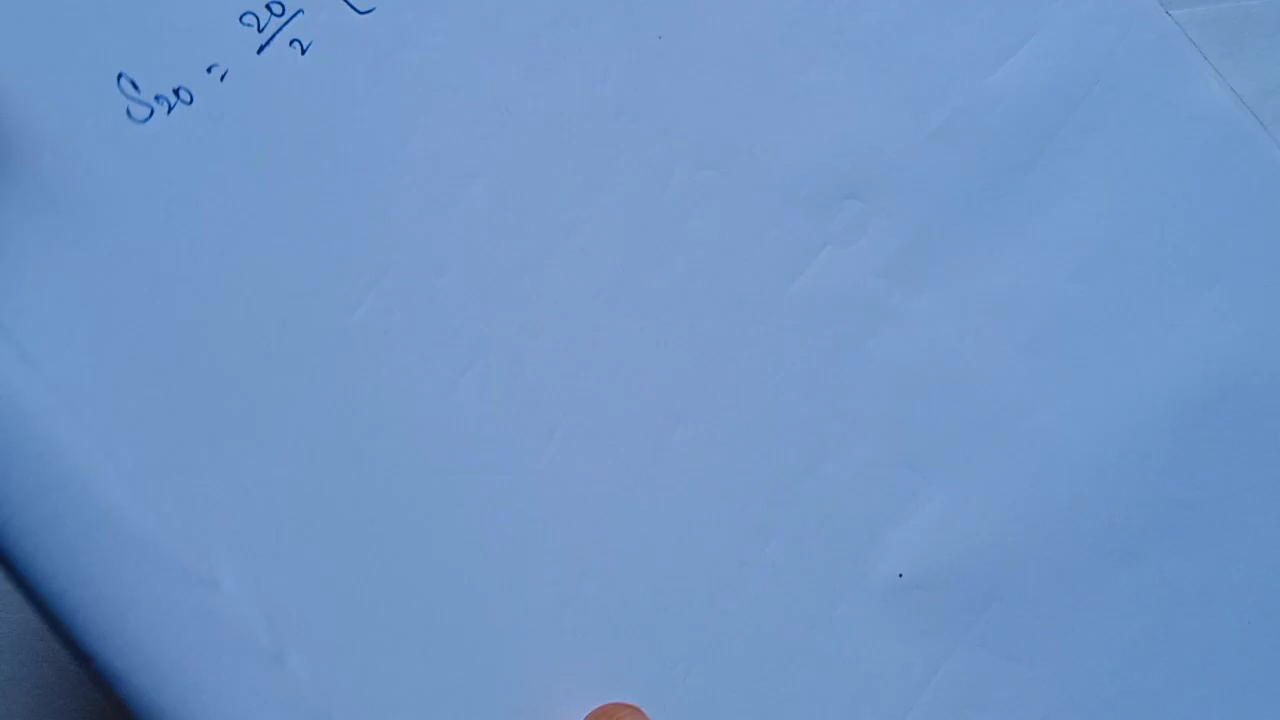 S₂₀ = 20/2 (